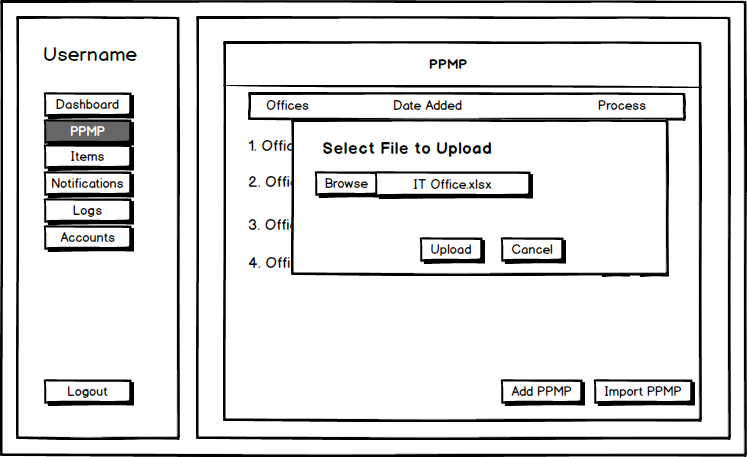 Username
Dashboard
PPMP
Items
Notifications
Logs
Accounts
Logout
PPMP
Offices Date Added Process
1. Offic
2. Offi
3. Offi
4. Offi
Select File to Upload
Browse IT Office.xlsx
Upload Cancel
Add PPMP Import PPMP